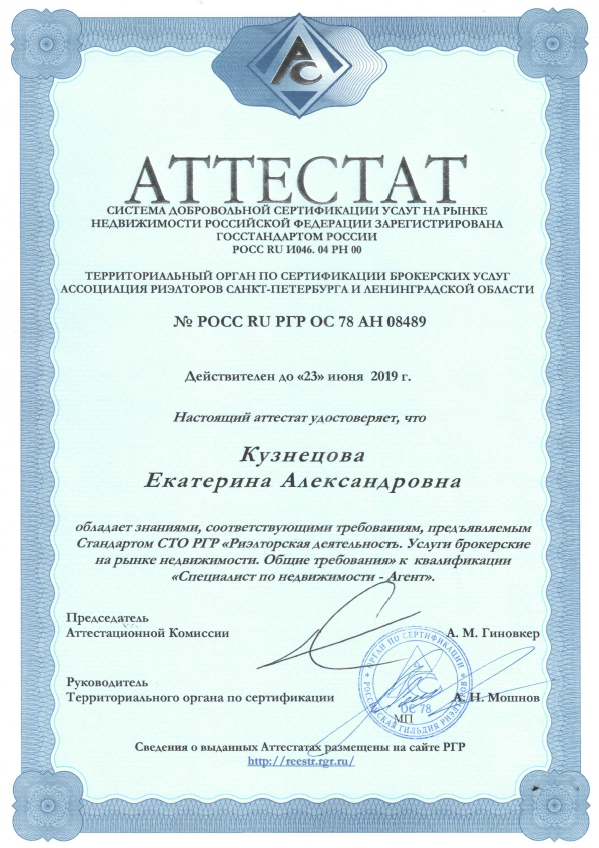 АС
АТТЕСТАТ
СИСТЕМА ДОБРОВОЛЬНОЙ СЕРТИФИКАЦИИ УСЛУГ НА РЫНКЕ
НЕДВИЖИМОСТИ РОССИЙСКОЙ ФЕДЕРАЦИИ ЗАРЕГИСТРИРОВАНА
ГОССТАНДАРТОМ РОССИИ
РОСС RU И046. 04 РН 00
ТЕРРИТОРИАЛЬНЫЙ ОРГАН ПО СЕРТИФИКАЦИИ БРОКЕРСКИХ УСЛУГ
АССОЦИАЦИЯ РИЭЛТОРОВ САНКТ-ПЕТЕРБУРГА И ЛЕНИНГРАДСКОЙ ОБЛАСТИ
№ РОСС RU РГР ОС 78 АН 08489
Действителен до «23» июня 2019 г.
Настоящий аттестат удостоверяет, что
Кузнецова
Екатерина Александровна
обладает знаниями, соответствующими требованиям, предъявляемым
Стандартом СТО РГР «Риэлторская деятельность. Услуги брокерские
на рынке недвижимости. Общие требования» к квалификации
«Специалист по недвижимости - Агент».
Председатель
Аттестационной Комиссии
А. М. Гиновкер
Руководитель
Территориального органа по сертификации
А. Н. Мошнов
ОРГАН ПО СЕРТИФИКАЦИИ
РОССИЙСКАЯ ГИЛЬДИЯ
ОС 78
МП
Сведения о выданных Аттестатах размещены на сайте РГР
http://reestr.rgr.ru/